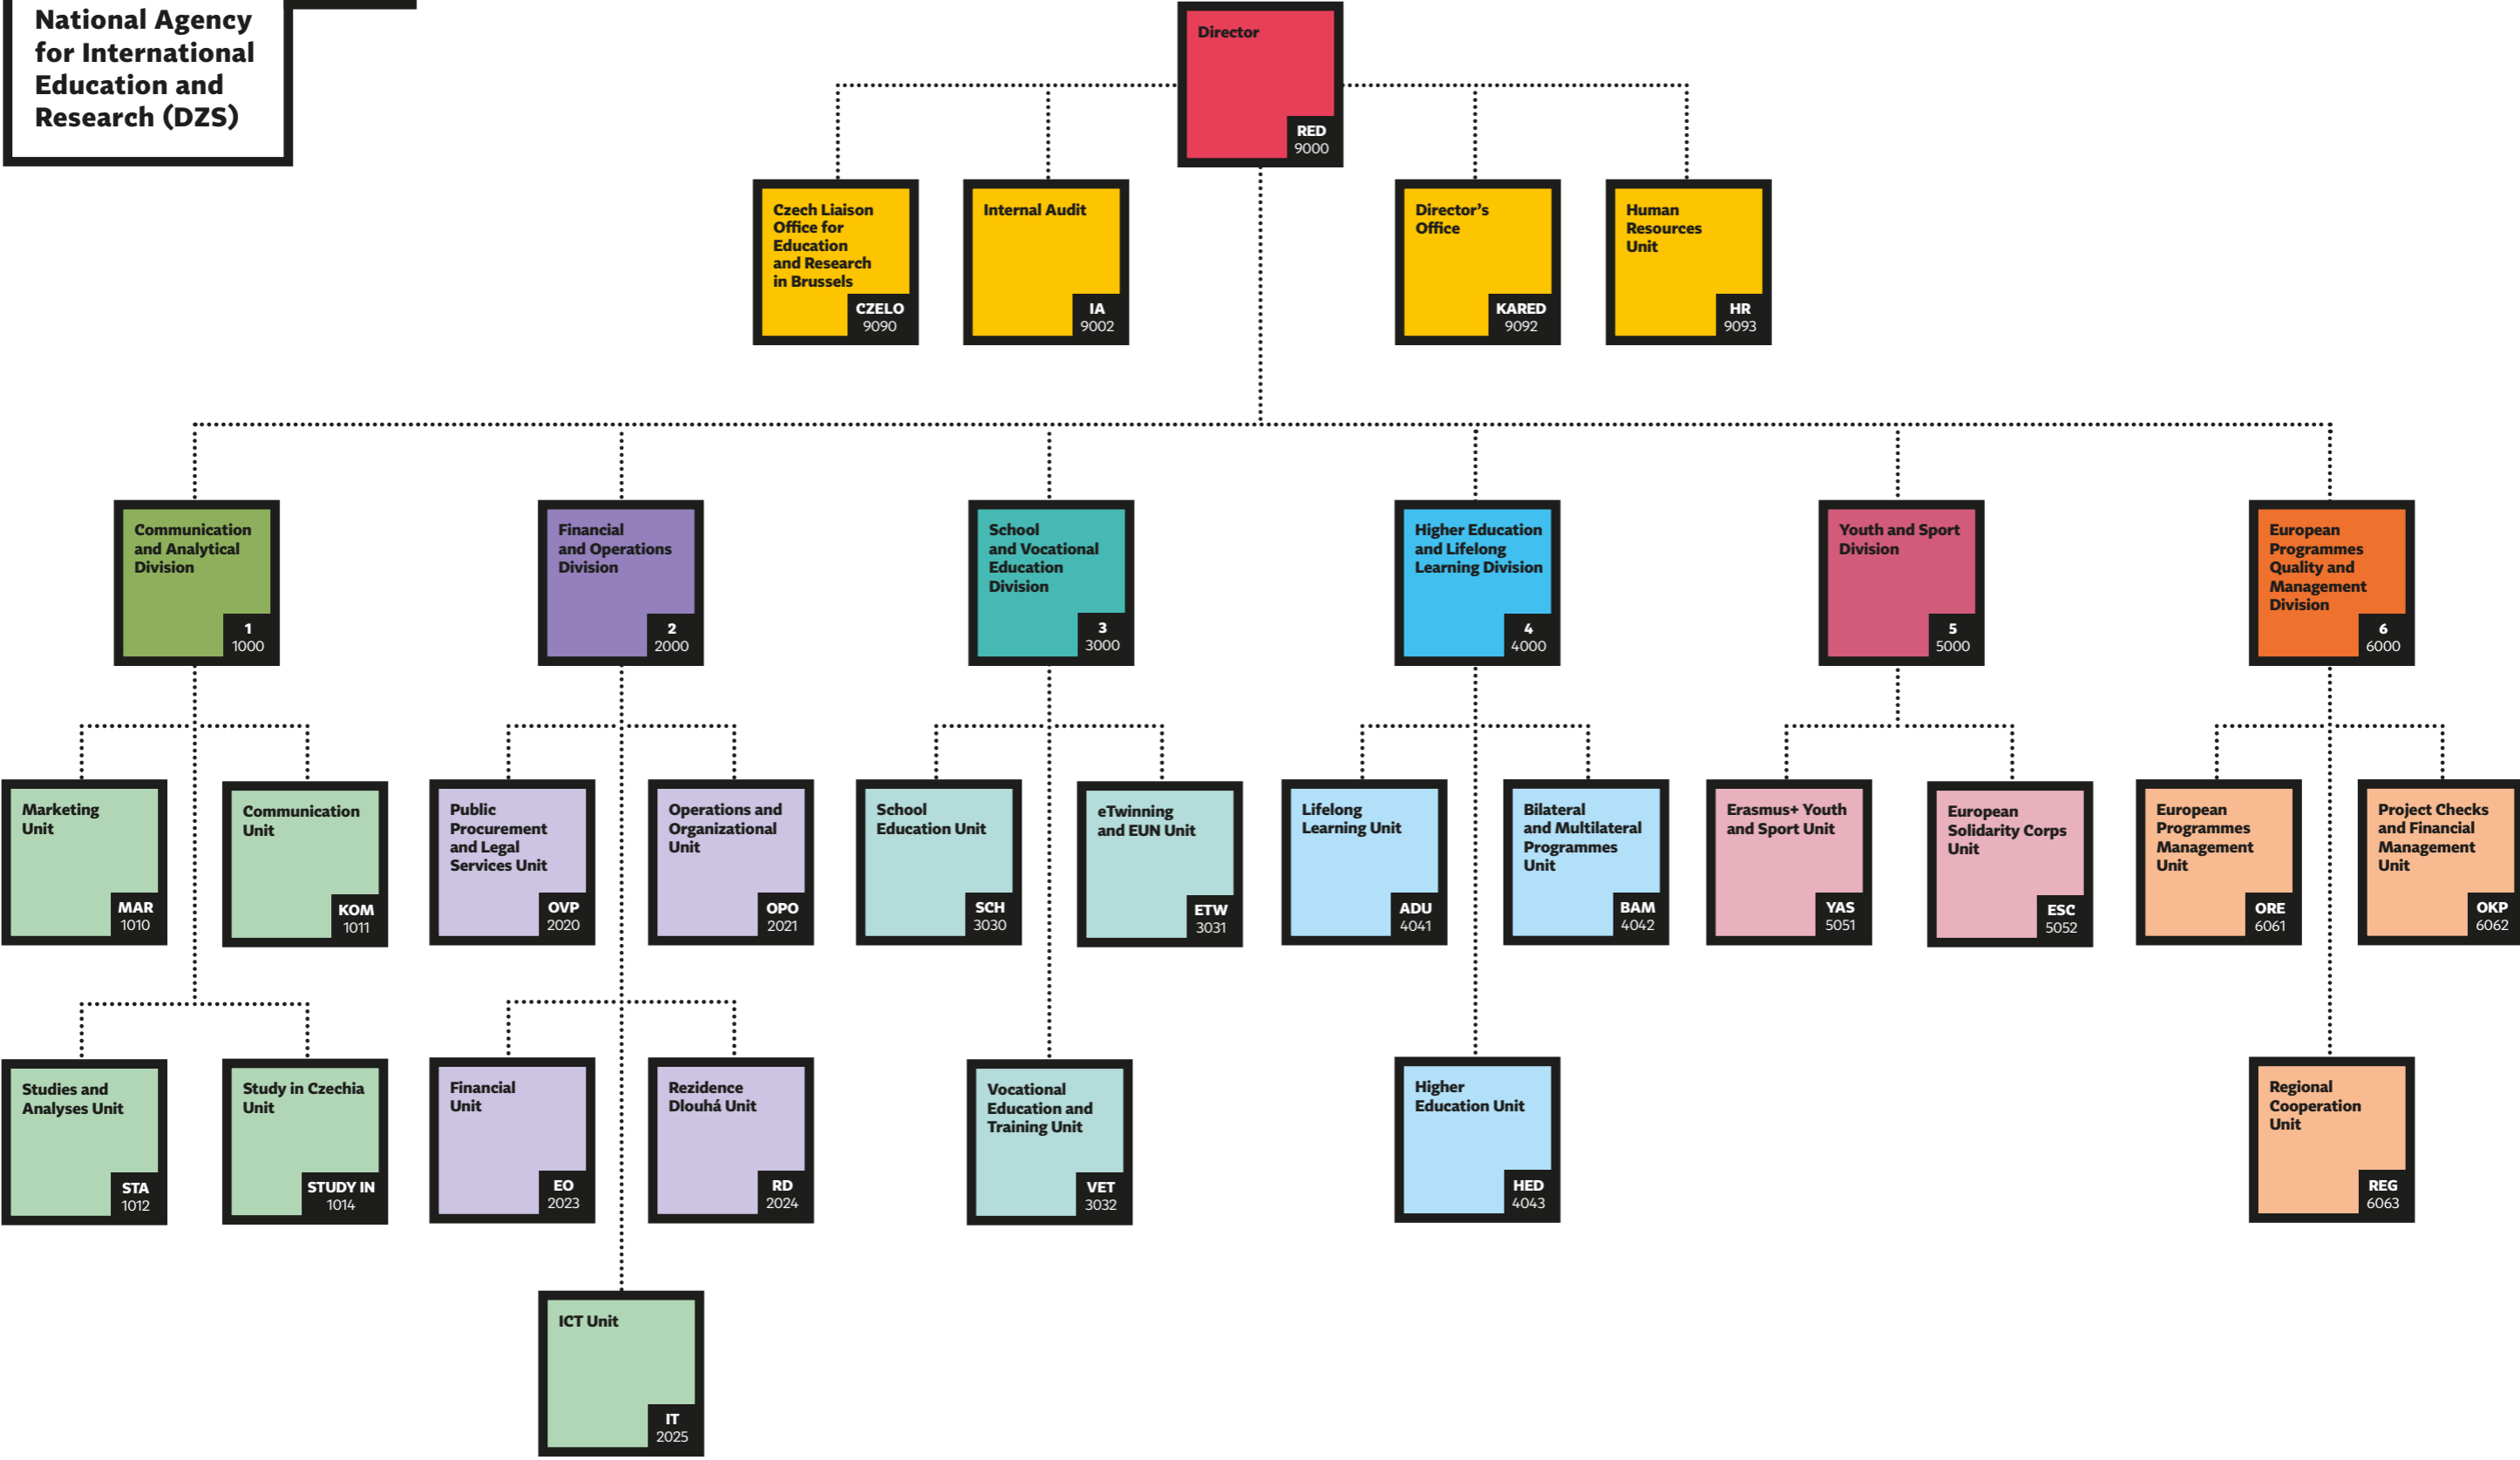 National Agency
for International
Education and
Research (DZS)
Director
RED
9000
Czech Liaison
Office for
Education
and Research
in Brussels
CZELO
9090
Internal Audit
IA
9002
Director’s
Office
KARED
9092
Human
Resources
Unit
HR
9093
Communication
and Analytical
Division
1
1000
Financial
and Operations
Division
2
2000
School
and Vocational
Education
Division
3
3000
Higher Education
and Lifelong
Learning Division
4
4000
Youth and Sport
Division
5
5000
European
Programmes
Quality and
Management
Division
6
6000
Marketing
Unit
MAR
1010
Communication
Unit
KOM
1011
Public
Procurement
and Legal
Services Unit
OVP
2020
Operations and
Organizational
Unit
OPO
2021
School
Education Unit
SCH
3030
eTwinning
and EUN Unit
ETW
3031
Lifelong
Learning Unit
ADU
4041
Bilateral
and Multilateral
Programmes
Unit
BAM
4042
Erasmus+ Youth
and Sport Unit
YAS
5051
European
Solidarity Corps
Unit
ESC
5052
European
Programmes
Management
Unit
ORE
6061
Project Checks
and Financial
Management
Unit
OKP
6062
Studies and
Analyses Unit
STA
1012
Study in Czechia
Unit
STUDY IN
1014
Financial
Unit
EO
2023
Rezidence
Dlouhá Unit
RD
2024
Vocational
Education and
Training Unit
VET
3032
Higher
Education Unit
HED
4043
Regional
Cooperation
Unit
REG
6063
ICT Unit
IT
2025